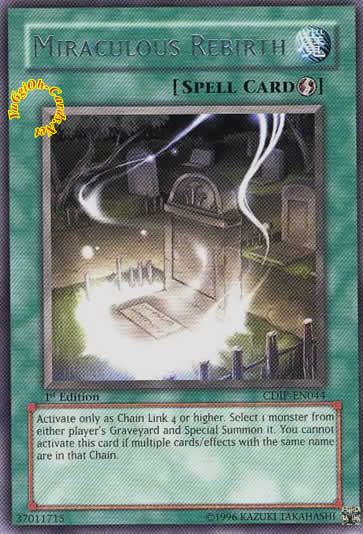 MIRACULOUS REBIRTH
[SPELL CARD]
YuGiOh-Cards.Net
1st Edition
CDIP-EN044
Activate only as Chain Link 4 or higher. Select 1 monster from
either player's Graveyard and Special Summon it. You cannot
activate this card if multiple cards/effects with the same name
are in that Chain.
37011715
©1996 KAZUKI TAKAHASHI